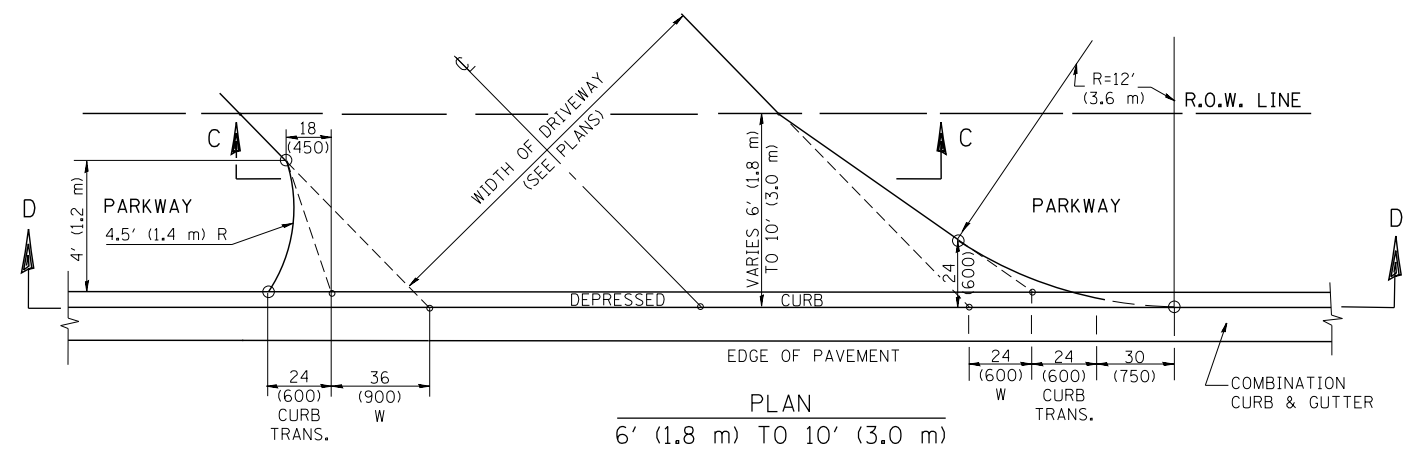 ℄
R=12'
(3.6 m)
R.O.W. LINE
18
(450)
C
WIDTH OF DRIVEWAY
(SEE PLANS)
VARIES 6' (1.8 m)
TO 10' (3.0 m)
C
4' (1.2 m)
PARKWAY
4.5' (1.4 m) R
PARKWAY
D
D
24
(600)
DEPRESSED CURB
EDGE OF PAVEMENT
24
(600)
CURB
TRANS.
36
(900)
W
24
(600)
W
24
(600)
CURB
TRANS.
30
(750)
COMBINATION
CURB & GUTTER
PLAN
6' (1.8 m) TO 10' (3.0 m)